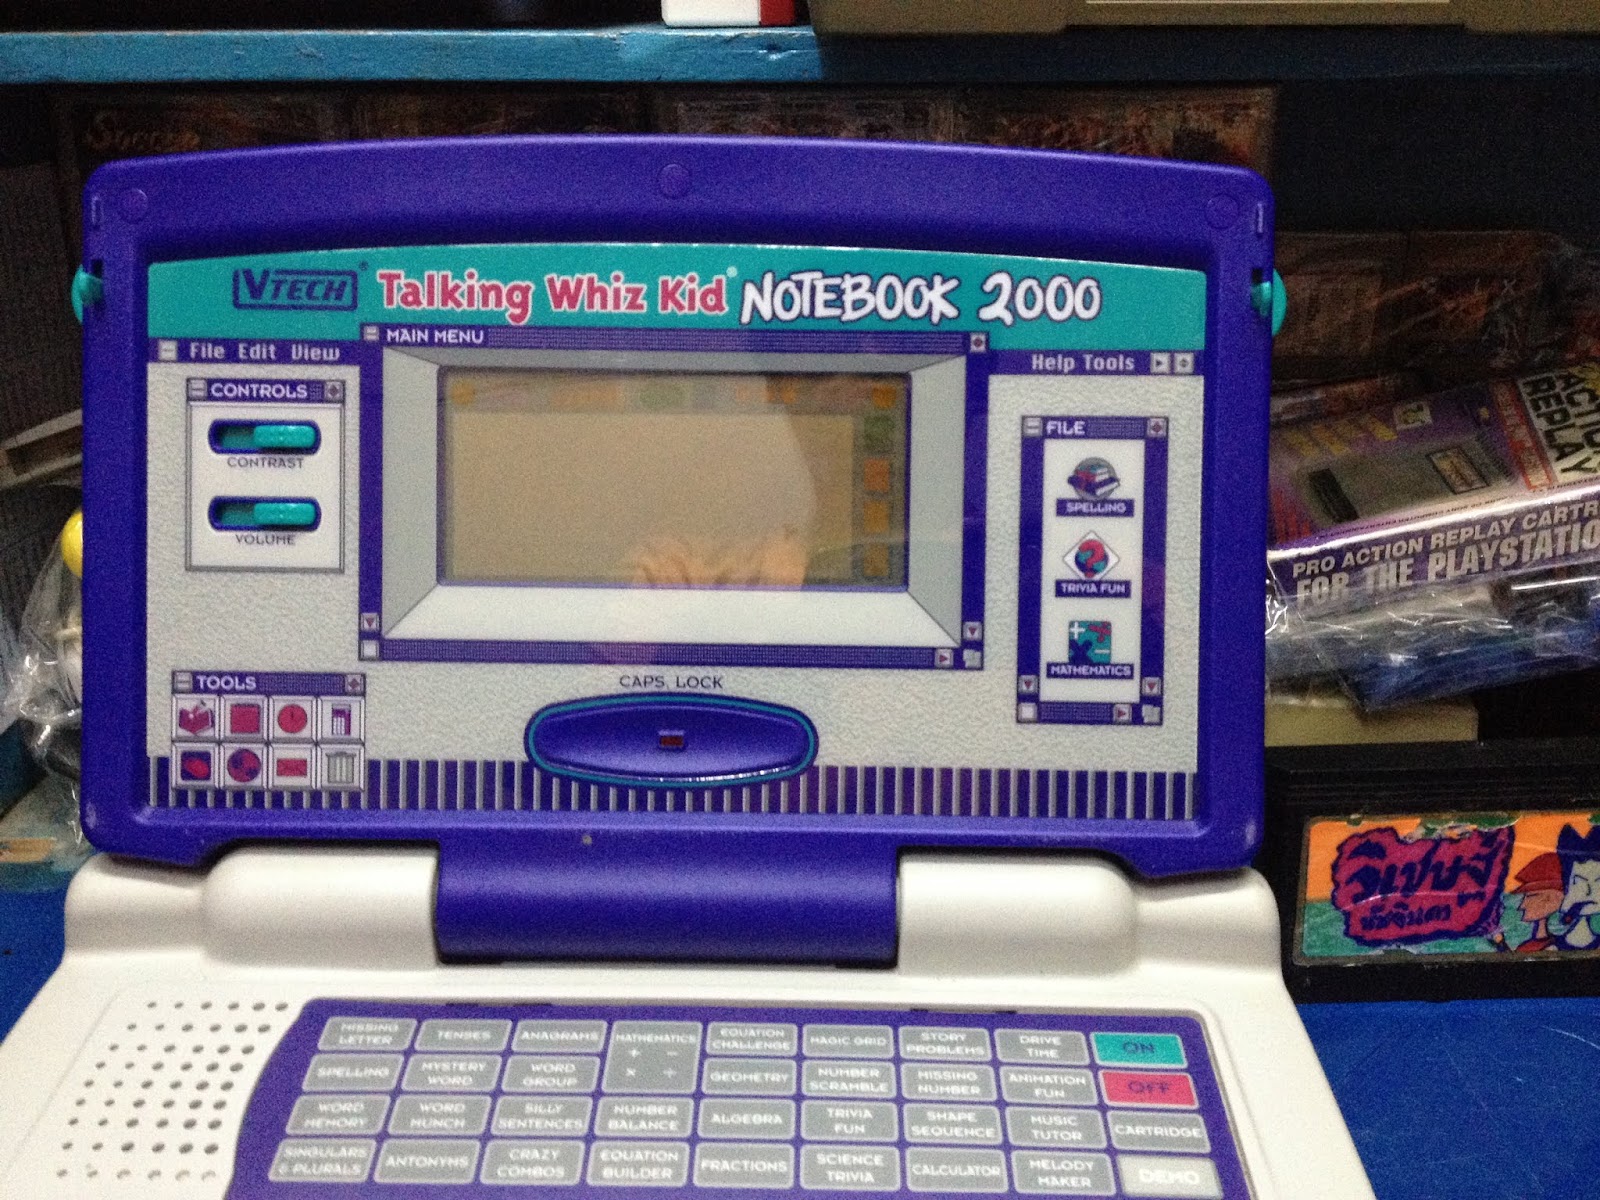 VTECH® Talking Whiz Kid® NOTEBOOK 2000
MAIN MENU
File Edit View
Help Tools
CONTROLS
CONTRAST
VOLUME
FILE
SPELLING
TRIVIA FUN
MATHEMATICS
TOOLS
CAPS. LOCK
MISSING LETTER
TENSES
ANAGRAMS
MATHEMATICS
+ −
× ÷
EQUATION CHALLENGE
MAGIC GRID
STORY PROBLEMS
DRIVE TIME
ON
SPELLING
MYSTERY WORD
WORD GROUP
GEOMETRY
NUMBER SCRAMBLE
MISSING NUMBER
ANIMATION FUN
OFF
WORD MEMORY
WORD MUNCH
SILLY SENTENCES
NUMBER BALANCE
ALGEBRA
TRIVIA FUN
SHAPE SEQUENCE
MUSIC TUTOR
CARTRIDGE
SINGULARS & PLURALS
ANTONYMS
CRAZY COMBOS
EQUATION BUILDER
FRACTIONS
SCIENCE TRIVIA
CALCULATOR
MELODY MAKER
DEMO
ACTION
REPLAY
PRO ACTION REPLAY CARTR
FOR THE PLAYSTATIO